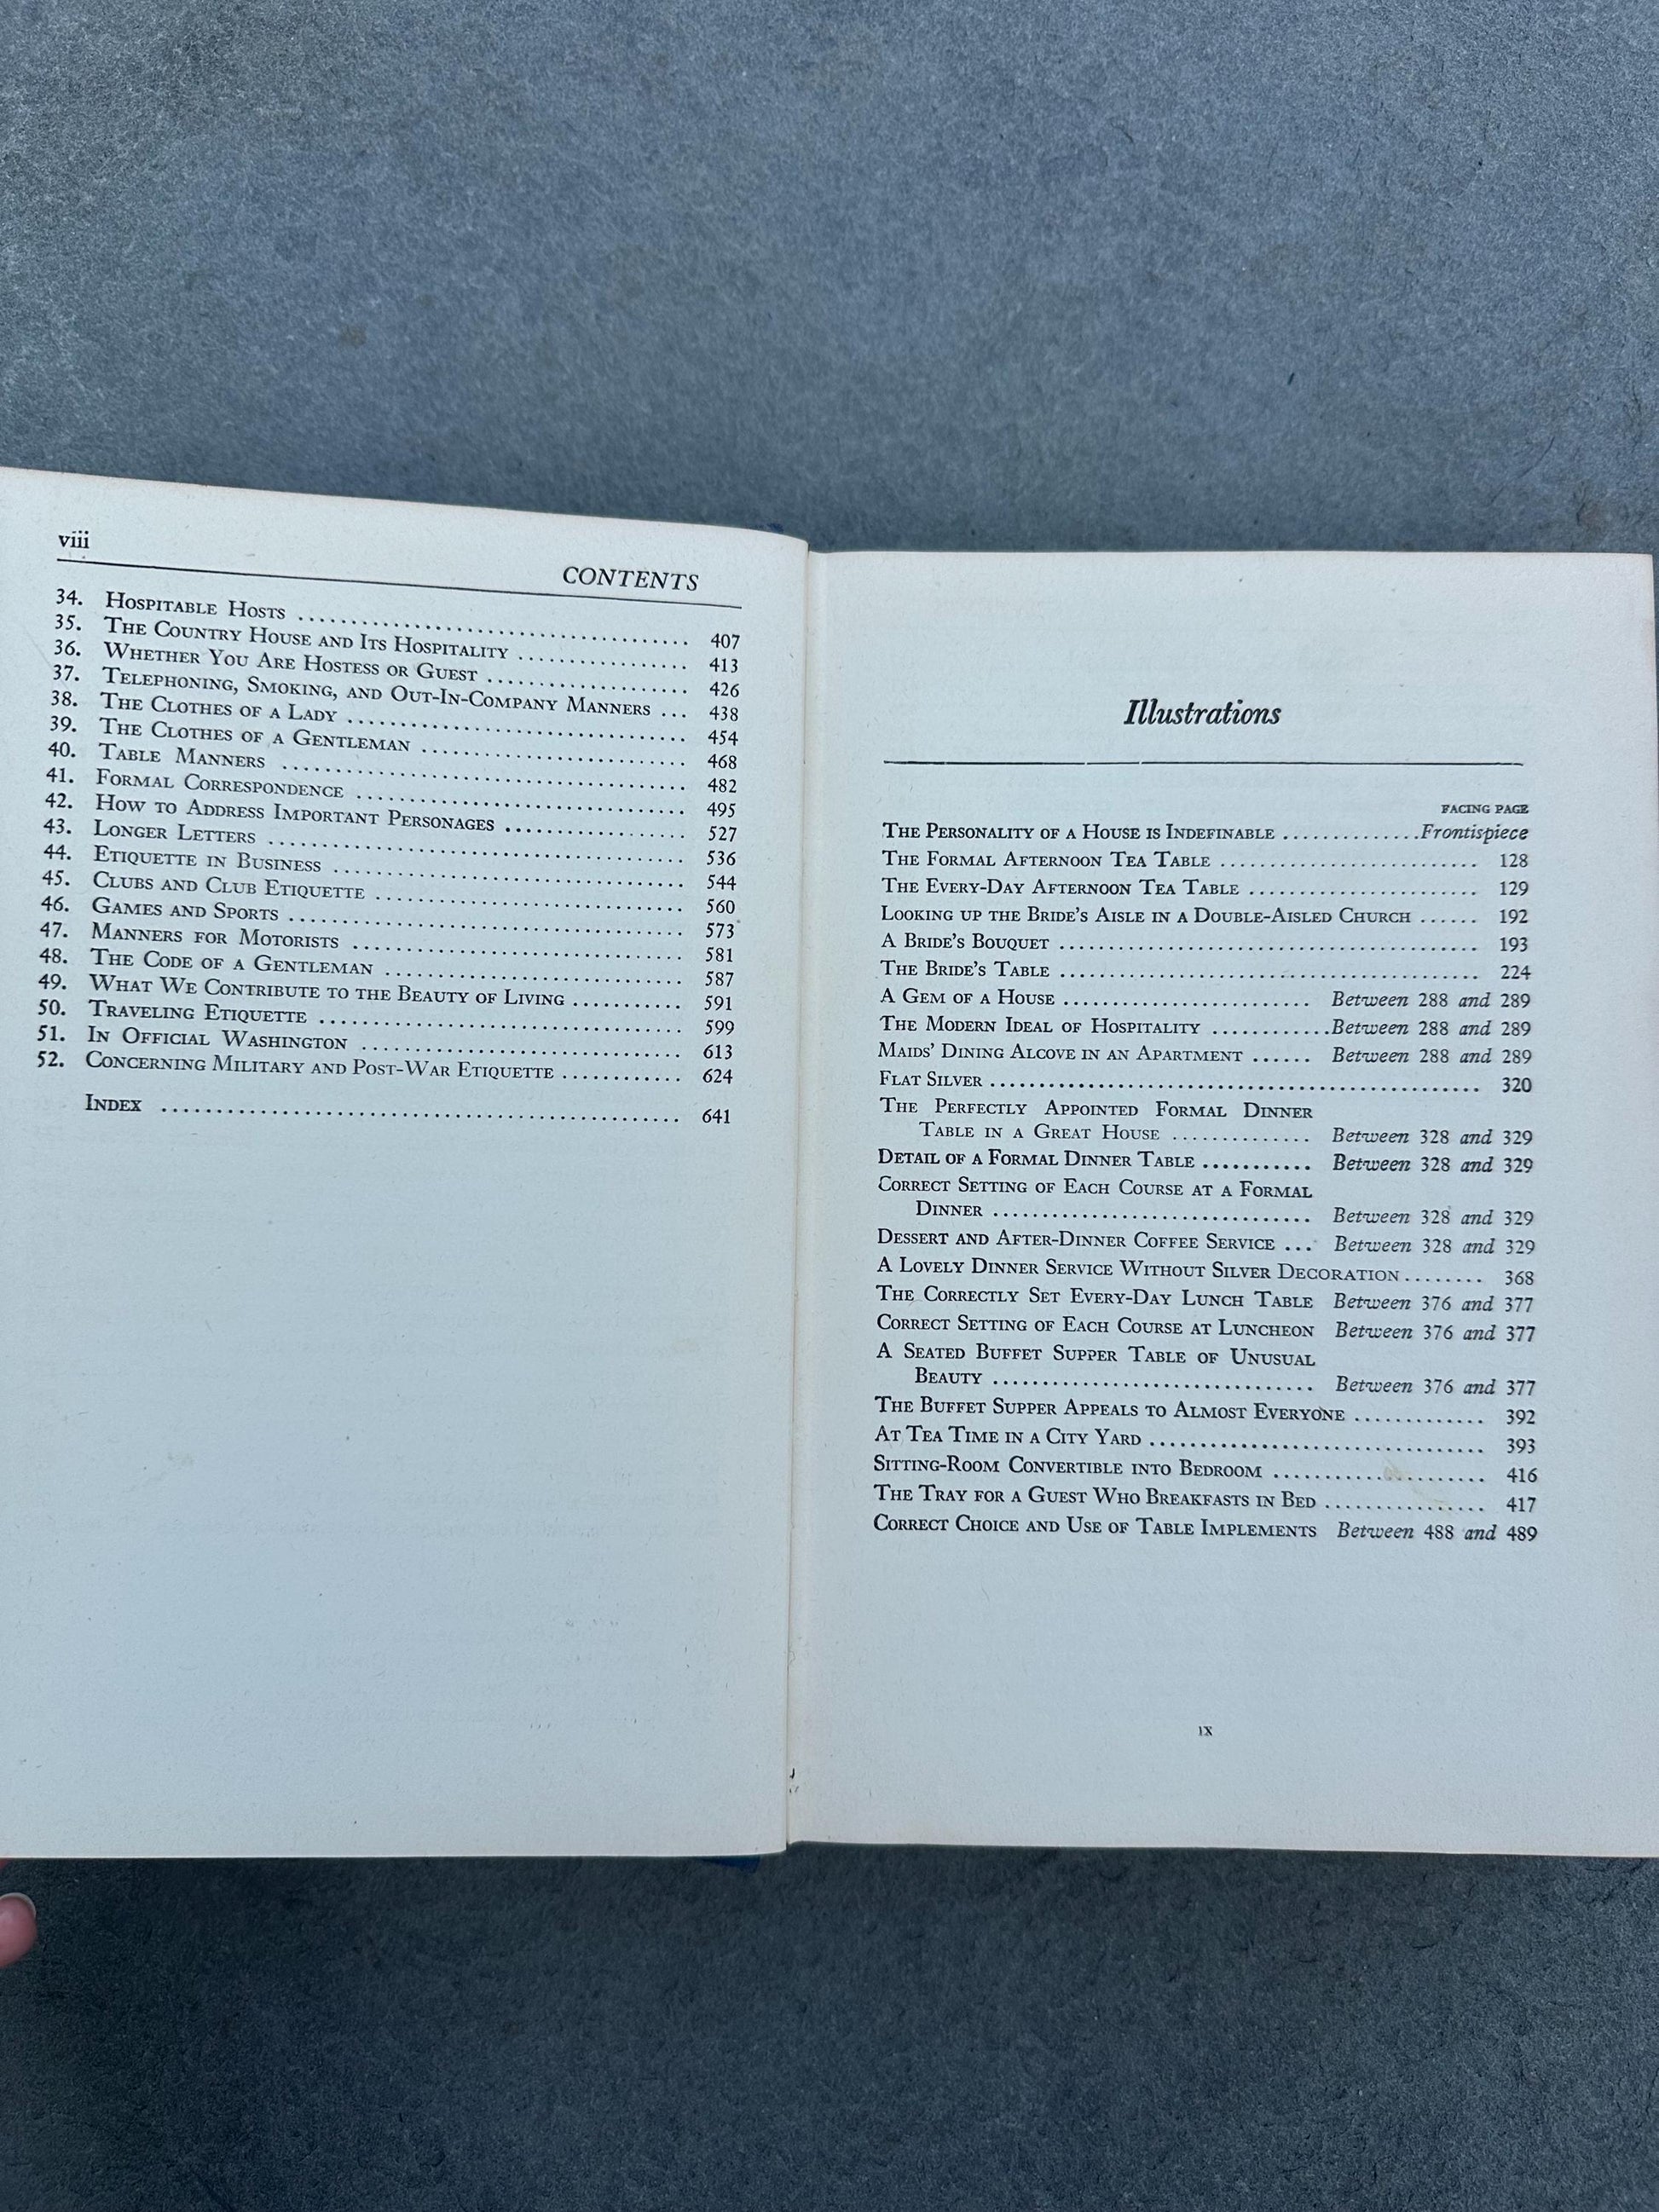 viii
CONTENTS
34. Hospitable Hosts ........................................ 407
35. The Country House and Its Hospitality .................. 413
36. Whether You Are Hostess or Guest ...................... 426
37. Telephoning, Smoking, and Out-In-Company Manners ... 438
38. The Clothes of a Lady .................................... 454
39. The Clothes of a Gentleman ............................ 468
40. Table Manners .......................................... 482
41. Formal Correspondence .................................. 495
42. How to Address Important Personages .................. 527
43. Longer Letters .......................................... 536
44. Etiquette in Business .................................... 544
45. Clubs and Club Etiquette ................................ 560
46. Games and Sports ........................................ 573
47. Manners for Motorists .................................. 581
48. The Code of a Gentleman ................................ 587
49. What We Contribute to the Beauty of Living ........... 591
50. Traveling Etiquette ...................................... 599
51. In Official Washington .................................. 613
52. Concerning Military and Post-War Etiquette ............ 624
Index .................................................... 641
Illustrations
FACING PAGE
The Personality of a House is Indefinable ..............Frontispiece
The Formal Afternoon Tea Table .......................... 128
The Every-Day Afternoon Tea Table ....................... 129
Looking up the Bride's Aisle in a Double-Aisled Church ...... 192
A Bride's Bouquet .......................................... 193
The Bride's Table .......................................... 224
A Gem of a House ......................... Between 288 and 289
The Modern Ideal of Hospitality ............Between 288 and 289
Maids' Dining Alcove in an Apartment ...... Between 288 and 289
Flat Silver .................................................. 320
The Perfectly Appointed Formal Dinner
Table in a Great House .............. Between 328 and 329
Detail of a Formal Dinner Table ........... Between 328 and 329
Correct Setting of Each Course at a Formal
Dinner ................................ Between 328 and 329
Dessert and After-Dinner Coffee Service ... Between 328 and 329
A Lovely Dinner Service Without Silver Decoration ........ 368
The Correctly Set Every-Day Lunch Table Between 376 and 377
Correct Setting of Each Course at Luncheon Between 376 and 377
A Seated Buffet Supper Table of Unusual
Beauty ................................ Between 376 and 377
The Buffet Supper Appeals to Almost Everyone ............. 392
At Tea Time in a City Yard .................................. 393
Sitting-Room Convertible into Bedroom ...................... 416
The Tray for a Guest Who Breakfasts in Bed ................ 417
Correct Choice and Use of Table Implements Between 488 and 489
ix